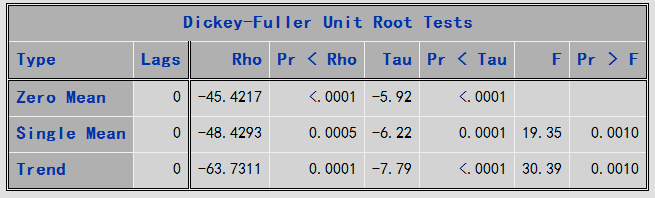 Dickey-Fuller Unit Root Tests
Type Lags Rho Pr < Rho Tau Pr < Tau F Pr > F
Zero Mean 0 -45.4217 <.0001 -5.92 <.0001
Single Mean 0 -48.4293 0.0005 -6.22 0.0001 19.35 0.0010
Trend 0 -63.7311 0.0001 -7.79 <.0001 30.39 0.0010